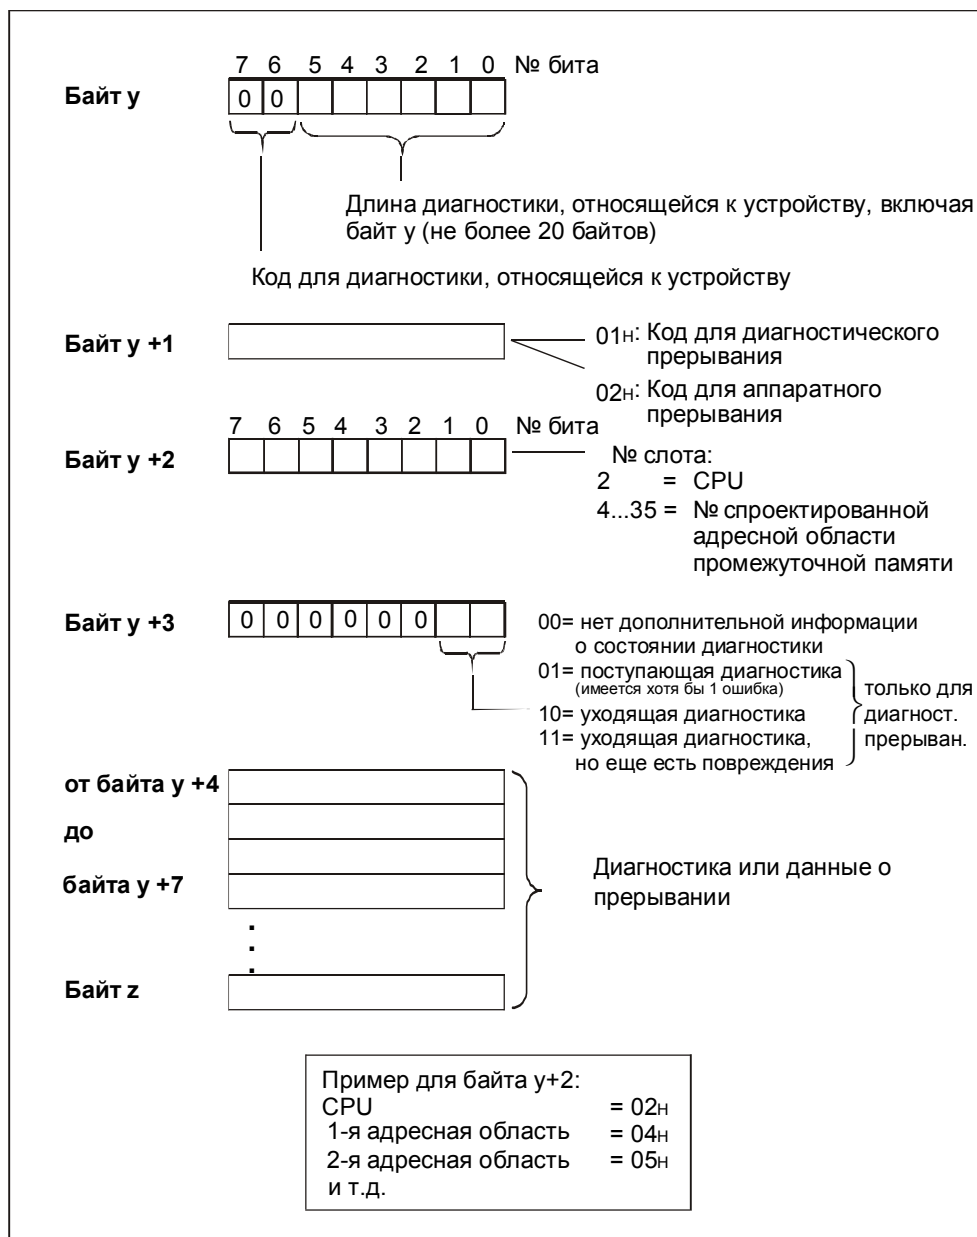 7 6 5 4 3 2 1 0 № бита
Байт y
0 0
Длина диагностики, относящейся к устройству, включая
байт y (не более 20 байтов)
Код для диагностики, относящейся к устройству
Байт y +1
01H: Код для диагностического
прерывания
02H: Код для аппаратного
прерывания
7 6 5 4 3 2 1 0 № бита
Байт y +2
№ слота:
2 = CPU
4...35 = № спроектированной
адресной области
промежуточной памяти
Байт y +3
0 0 0 0 0 0
00= нет дополнительной информации
о состоянии диагностики
01= поступающая диагностика
(имеется хотя бы 1 ошибка)
10= уходящая диагностика
11= уходящая диагностика,
но еще есть повреждения
только для
диагност.
прерыван.
от байта y +4
до
байта y +7
Диагностика или данные о
прерывании
Байт z
Пример для байта y+2:
CPU = 02H
1-я адресная область = 04H
2-я адресная область = 05H
и т.д.